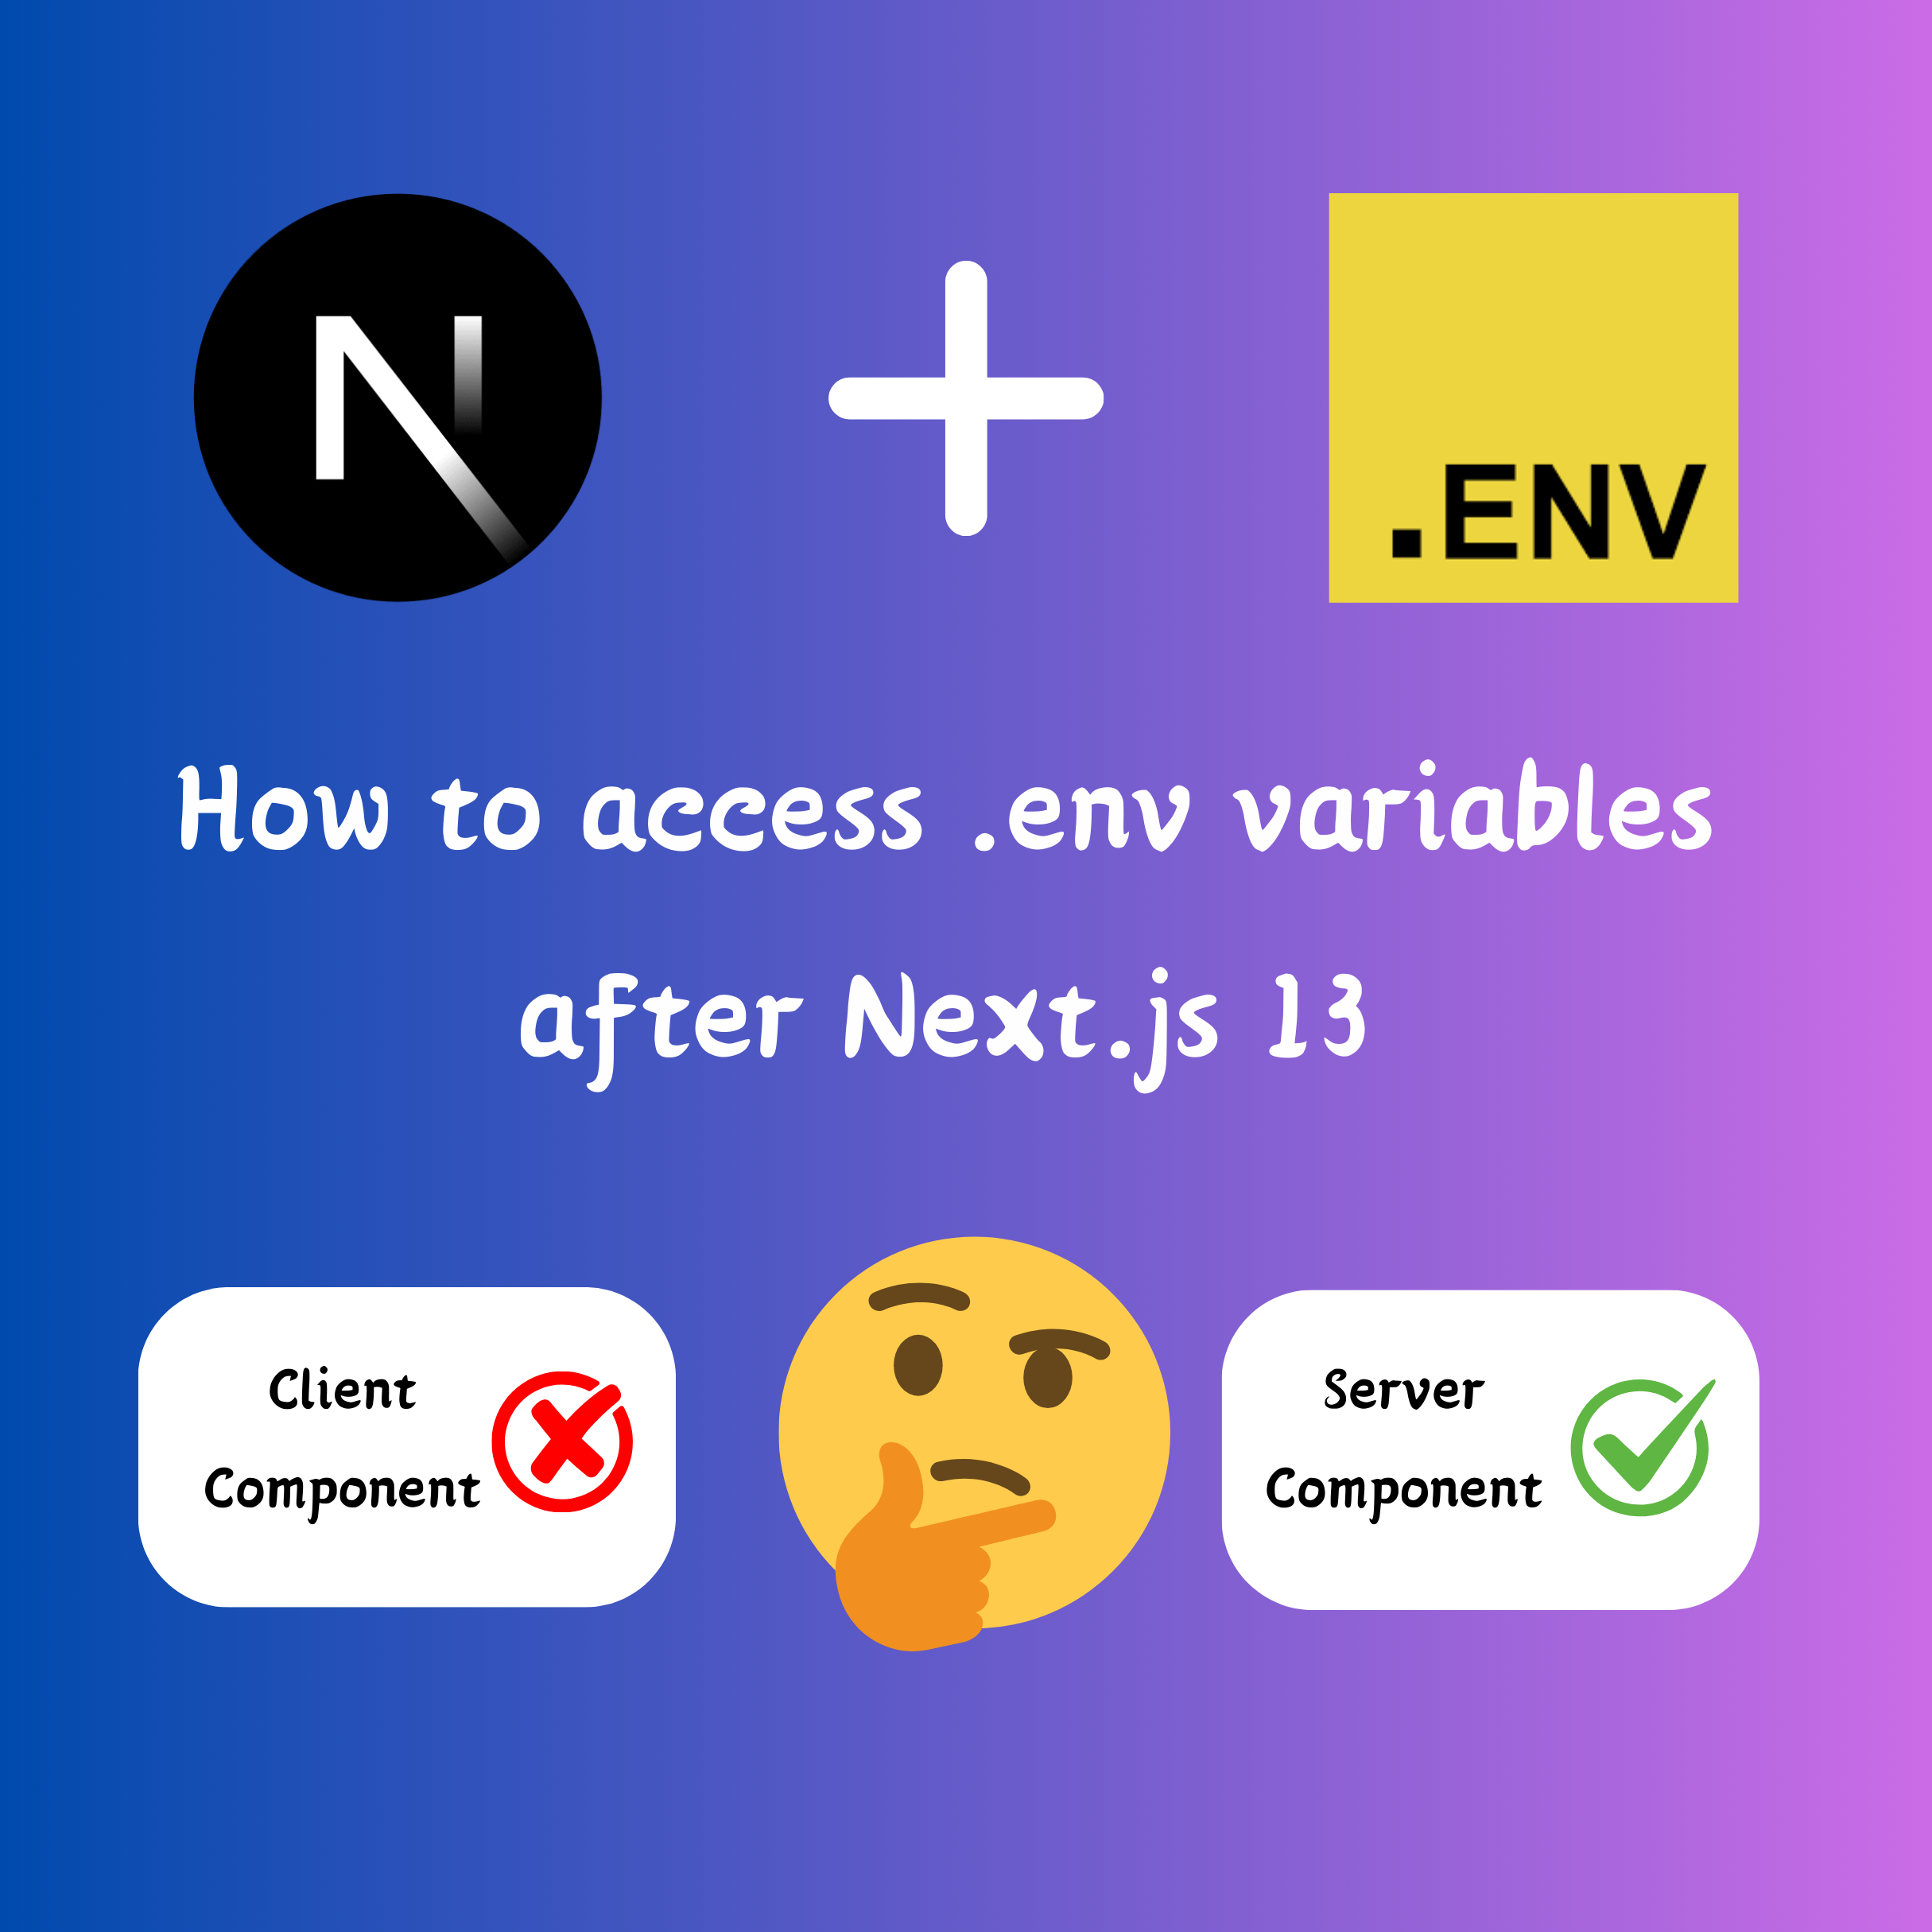 N
.ENV
How to access .env variables
after Next.js 13
Client
Component
Server
Component